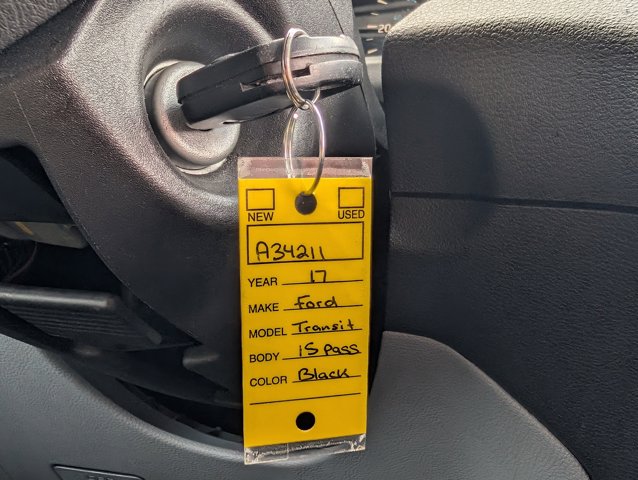 NEW USED
A34211
YEAR 17
MAKE Ford
MODEL Transit
BODY 15 pass
COLOR Black